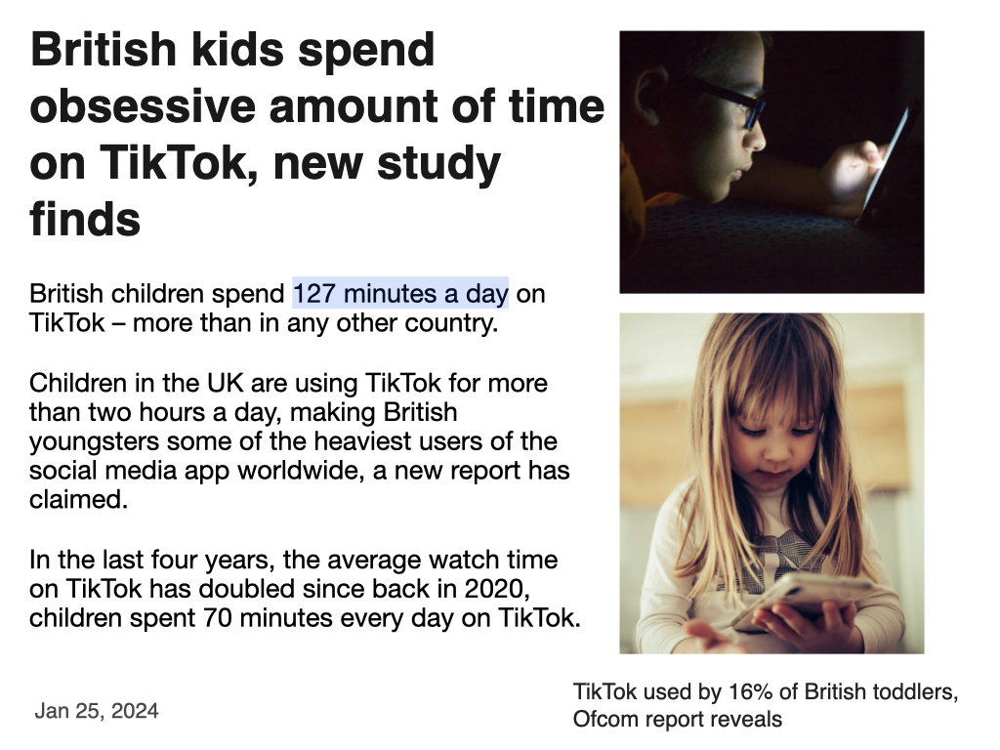 British kids spend
obsessive amount of time
on TikTok, new study
finds
British children spend 127 minutes a day on
TikTok – more than in any other country.
Children in the UK are using TikTok for more
than two hours a day, making British
youngsters some of the heaviest users of the
social media app worldwide, a new report has
claimed.
In the last four years, the average watch time
on TikTok has doubled since back in 2020,
children spent 70 minutes every day on TikTok.
Jan 25, 2024
TikTok used by 16% of British toddlers,
Ofcom report reveals